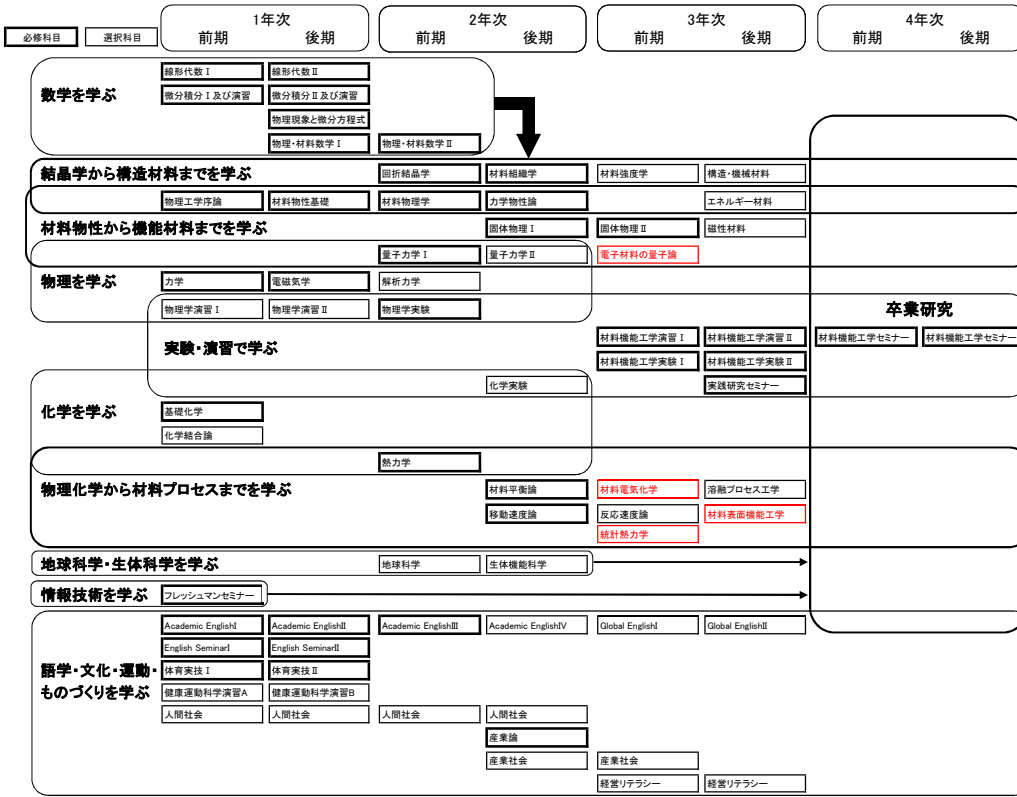 1年次 2年次 3年次 4年次
必修科目 選択科目 前期 後期 前期 後期 前期 後期 前期 後期
線形代数Ⅰ 線形代数Ⅱ
数学を学ぶ 微分積分Ⅰ及び演習 微分積分Ⅱ及び演習
物理現象と微分方程式
物理・材料数学Ⅰ 物理・材料数学Ⅱ
結晶学から構造材料までを学ぶ 回折結晶学 材料組織学 材料強度学 構造・機械材料
物理工学序論 材料物性基礎 材料物理学 力学物性論 エネルギー材料
材料物性から機能材料までを学ぶ 固体物理Ⅰ 固体物理Ⅱ 磁性材料
量子力学Ⅰ 量子力学Ⅱ 電子材料の量子論
物理を学ぶ 力学 電磁気学 解析力学
物理学演習Ⅰ 物理学演習Ⅱ 物理学実験 卒業研究
実験・演習で学ぶ 材料機能工学演習Ⅰ 材料機能工学演習Ⅱ 材料機能工学セミナー 材料機能工学セミナー
材料機能工学実験Ⅰ 材料機能工学実験Ⅱ
化学実験 実践研究セミナー
化学を学ぶ 基礎化学
化学結合論
熱力学
物理化学から材料プロセスまでを学ぶ 材料平衡論 材料電気化学 溶融プロセス工学
移動速度論 反応速度論 材料表面機能工学
統計熱力学
地球科学・生体科学を学ぶ 地球科学 生体機能科学
情報技術を学ぶ フレッシュマンセミナー
Academic EnglishⅠ Academic EnglishⅡ Academic EnglishⅢ Academic EnglishⅣ Global EnglishⅠ Global EnglishⅡ
English SeminarⅠ English SeminarⅡ
語学・文化・運動・ 体育実技Ⅰ 体育実技Ⅱ
ものづくりを学ぶ 健康運動科学演習A 健康運動科学演習B
人間社会 人間社会 人間社会 人間社会
産業論
産業社会 産業社会
経営リテラシー 経営リテラシー